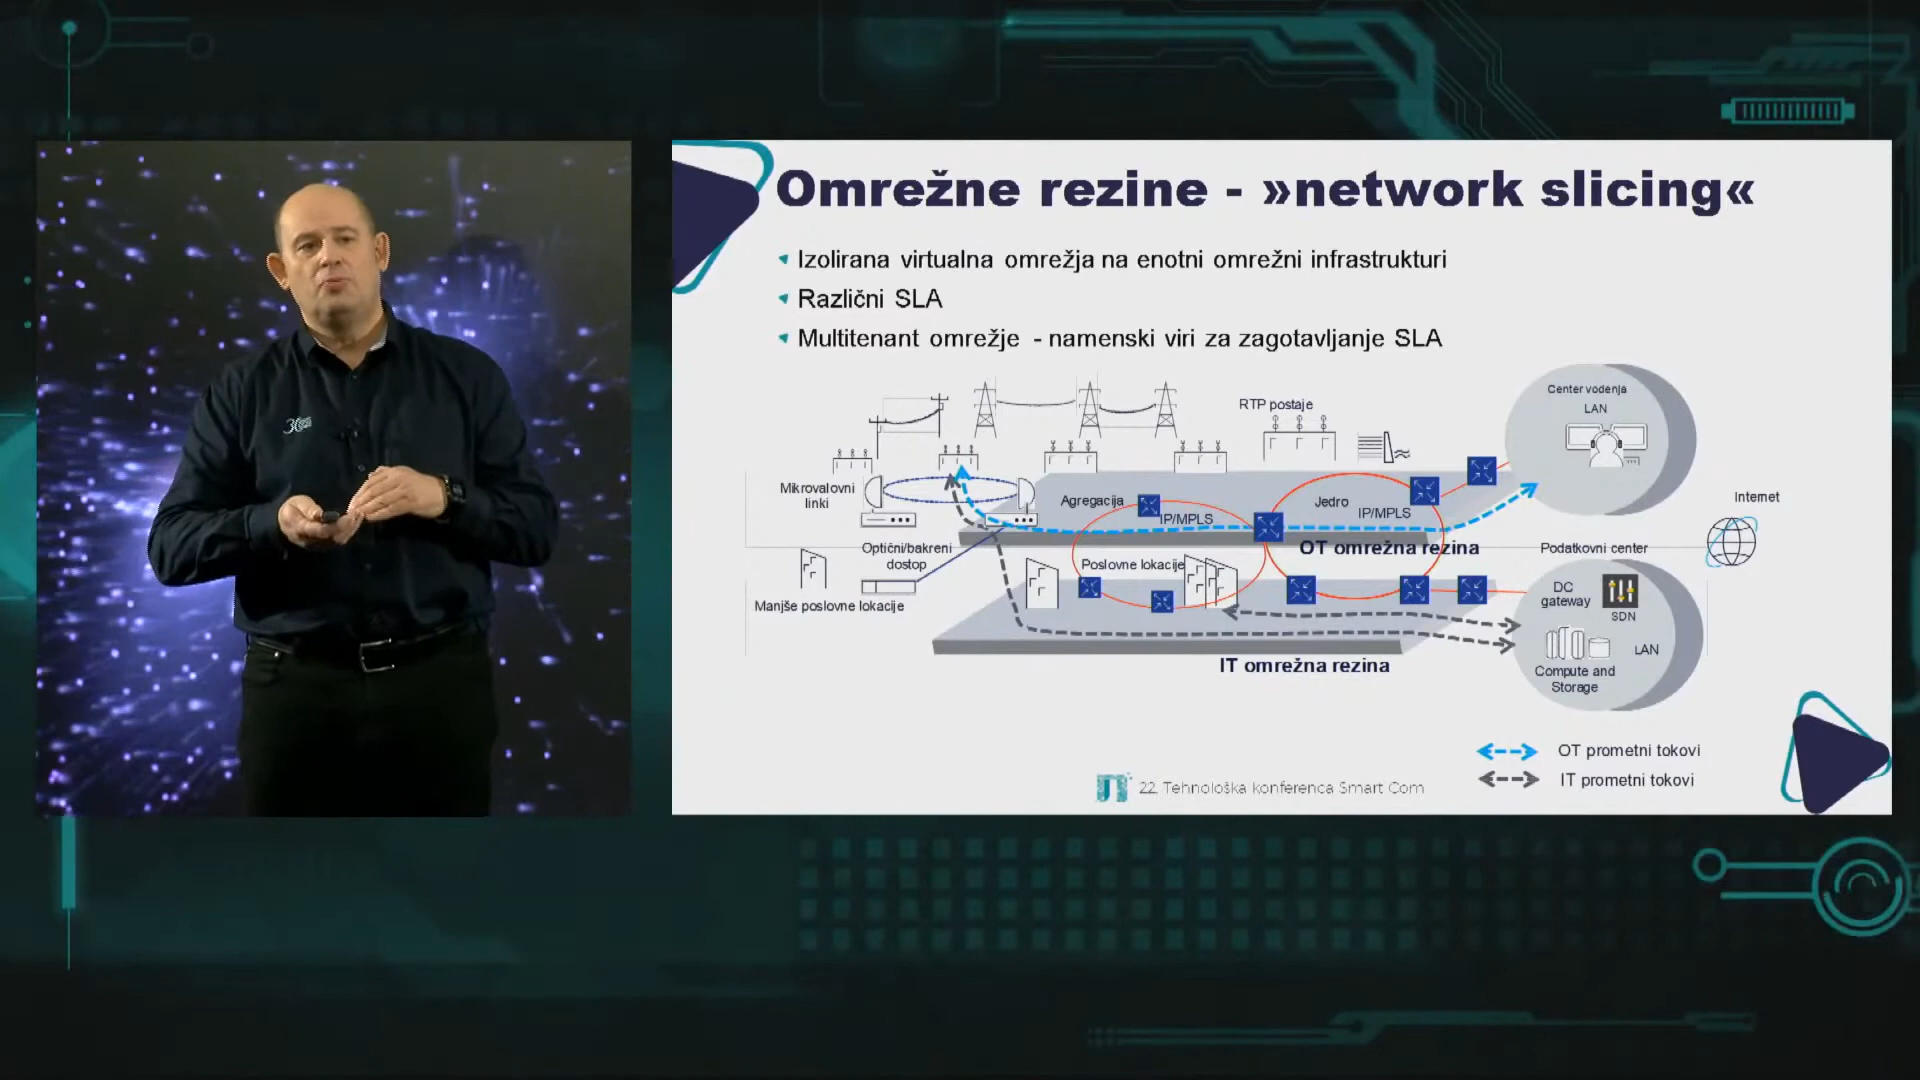 Omrežne rezine - »network slicing«
Izolirana virtualna omrežja na enotni omrežni infrastrukturi
Različni SLA
Multitenant omrežje - namenski viri za zagotavljanje SLA
Center vodenja
LAN
RTP postaje
Mikrovalovni
linki
Agregacija
IP/MPLS
Jedro
IP/MPLS
Internet
OT omrežna rezina
Optični/bakreni
dostop
Podatkovni center
Poslovne lokacije
Manjše poslovne lokacije
DC
gateway
SDN
LAN
Compute and
Storage
IT omrežna rezina
OT prometni tokovi
IT prometni tokovi
22. Tehnološka konferenca Smart Com